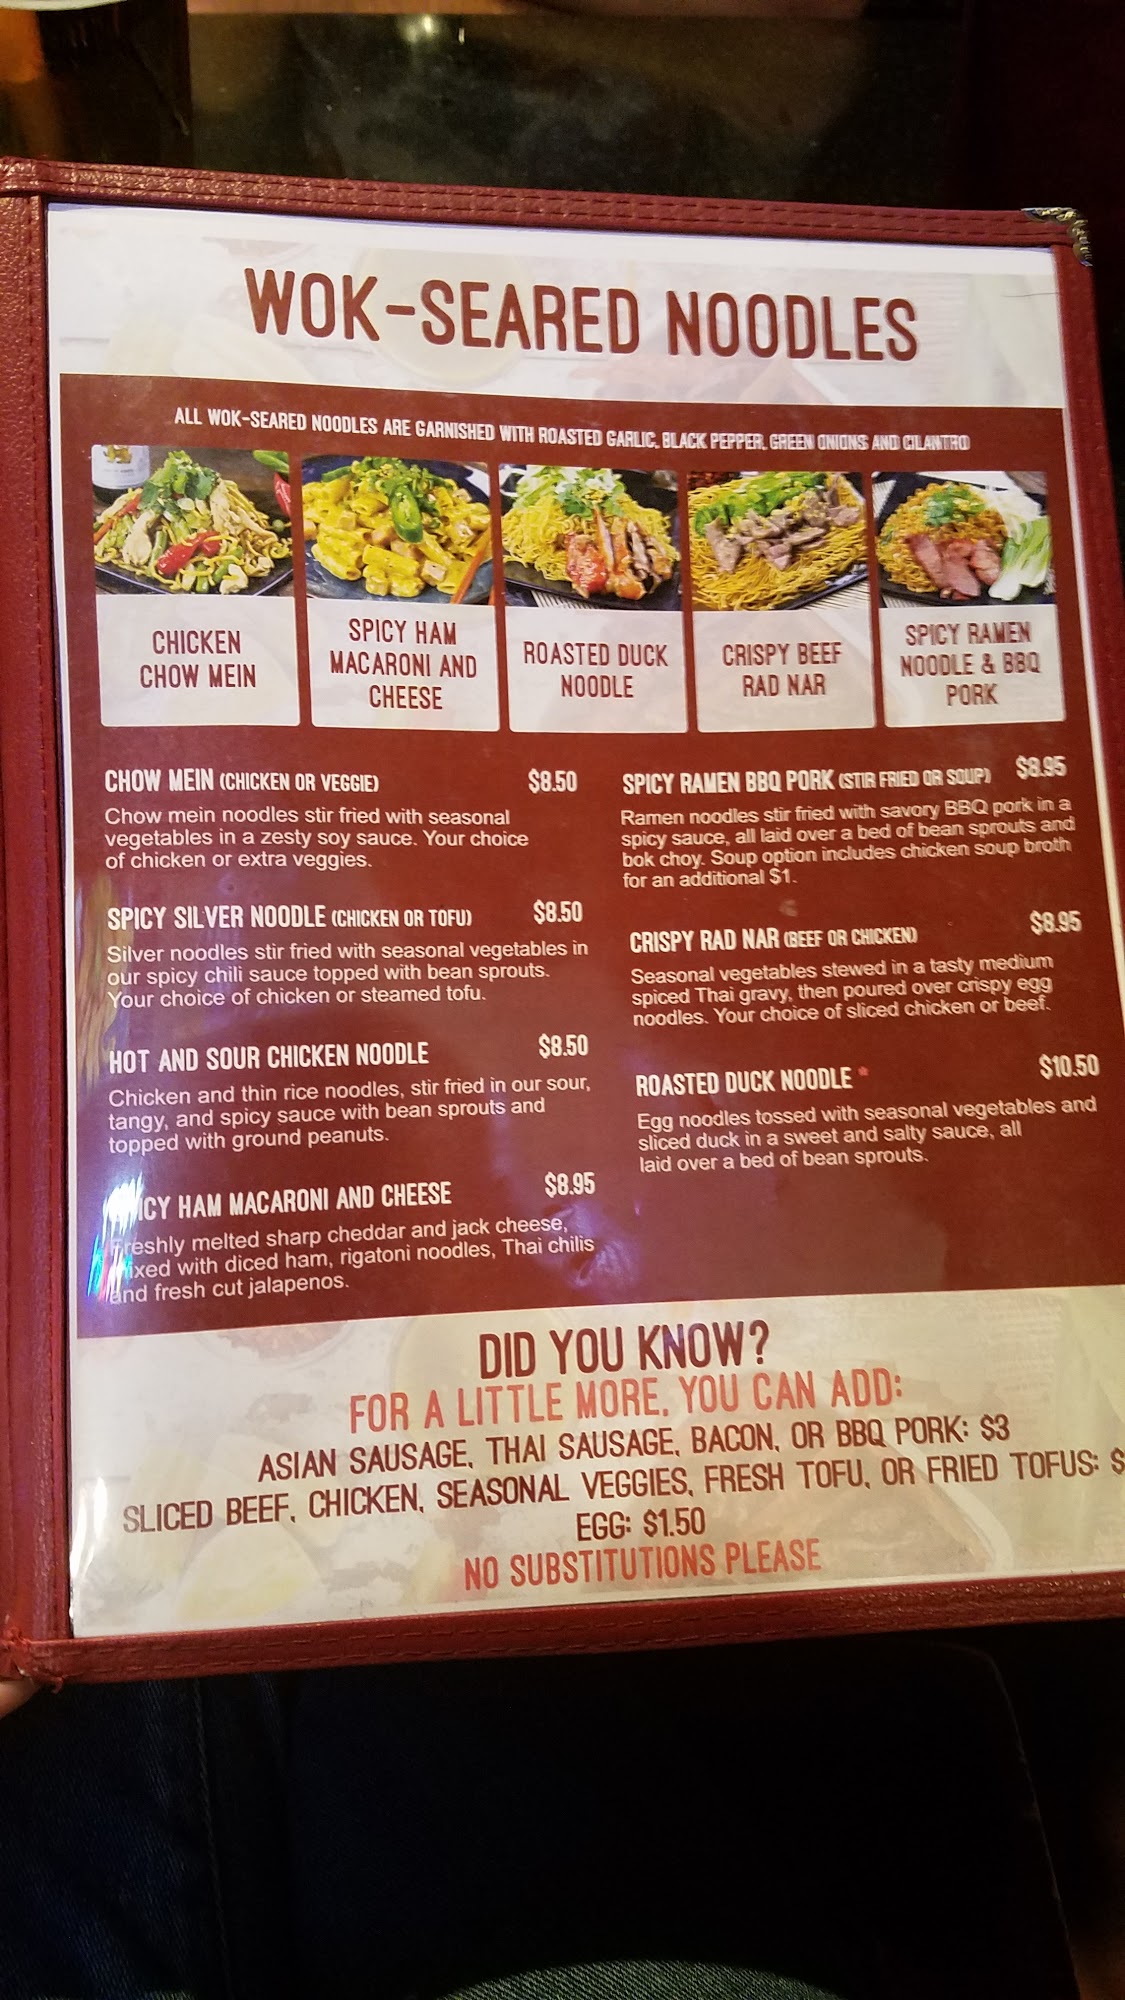 WOK-SEARED NOODLES
ALL WOK-SEARED NOODLES ARE GARNISHED WITH ROASTED GARLIC, BLACK PEPPER, GREEN ONIONS AND CILANTRO
CHICKEN
CHOW MEIN
SPICY HAM
MACARONI AND
CHEESE
ROASTED DUCK
NOODLE
CRISPY BEEF
RAD NAR
SPICY RAMEN
NOODLE & BBQ
PORK
CHOW MEIN (CHICKEN OR VEGGIE) $8.50
Chow mein noodles stir fried with seasonal
vegetables in a zesty soy sauce. Your choice
of chicken or extra veggies.
SPICY SILVER NOODLE (CHICKEN OR TOFU) $8.50
Silver noodles stir fried with seasonal vegetables in
our spicy chili sauce topped with bean sprouts.
Your choice of chicken or steamed tofu.
HOT AND SOUR CHICKEN NOODLE $8.50
Chicken and thin rice noodles, stir fried in our sour,
tangy, and spicy sauce with bean sprouts and
topped with ground peanuts.
SPICY HAM MACARONI AND CHEESE $8.95
Freshly melted sharp cheddar and jack cheese,
mixed with diced ham, rigatoni noodles, Thai chilis
and fresh cut jalapenos.
SPICY RAMEN BBQ PORK (STIR FRIED OR SOUP) $8.95
Ramen noodles stir fried with savory BBQ pork in a
spicy sauce, all laid over a bed of bean sprouts and
bok choy. Soup option includes chicken soup broth
for an additional $1.
CRISPY RAD NAR (BEEF OR CHICKEN) $8.95
Seasonal vegetables stewed in a tasty medium
spiced Thai gravy, then poured over crispy egg
noodles. Your choice of sliced chicken or beef.
ROASTED DUCK NOODLE * $10.50
Egg noodles tossed with seasonal vegetables and
sliced duck in a sweet and salty sauce, all
laid over a bed of bean sprouts.
DID YOU KNOW?
FOR A LITTLE MORE, YOU CAN ADD:
ASIAN SAUSAGE, THAI SAUSAGE, BACON, OR BBQ PORK: $3
SLICED BEEF, CHICKEN, SEASONAL VEGGIES, FRESH TOFU, OR FRIED TOFUS: $
EGG: $1.50
NO SUBSTITUTIONS PLEASE